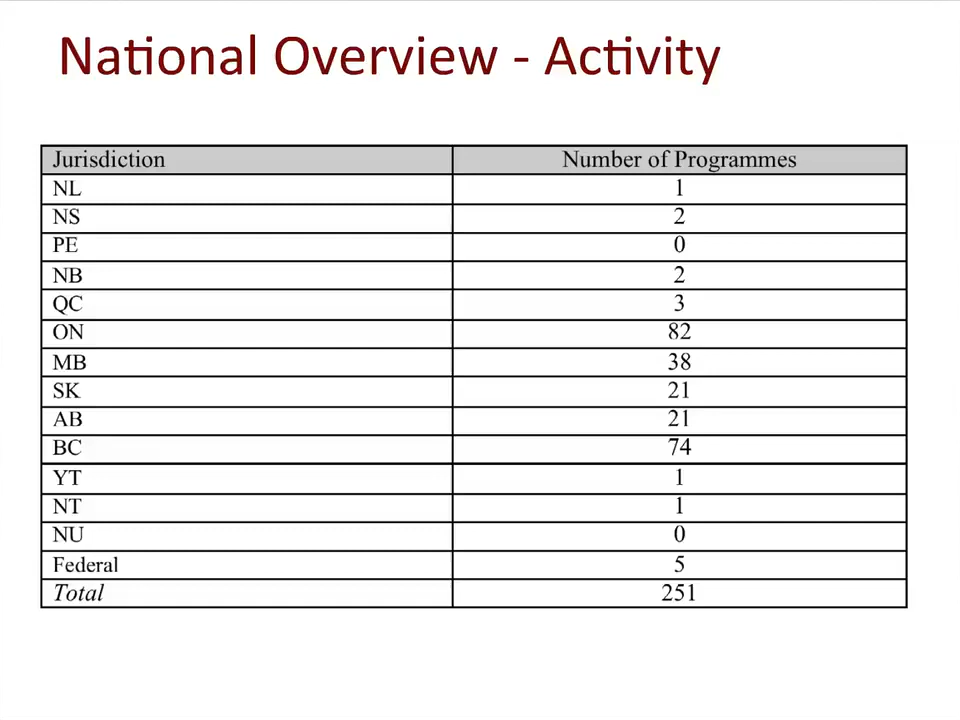 National Overview - Activity
Jurisdiction Number of Programmes
NL 1
NS 2
PE 0
NB 2
QC 3
ON 82
MB 38
SK 21
AB 21
BC 74
YT 1
NT 1
NU 0
Federal 5
Total 251